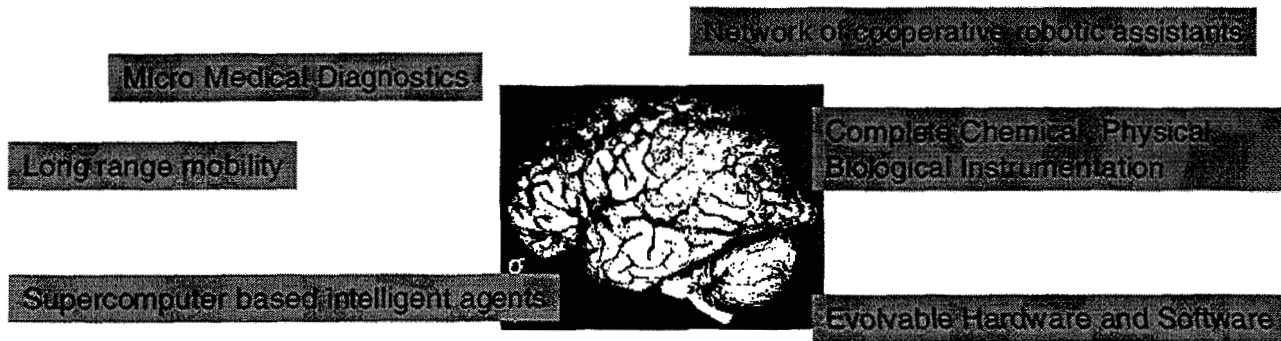 Network of cooperative robotic assistants
Micro Medical Diagnostics
Complete Chemical, Physical
Biological Instrumentation
Long range mobility
σ
Supercomputer based intelligent agents
Evolvable Hardware and Software